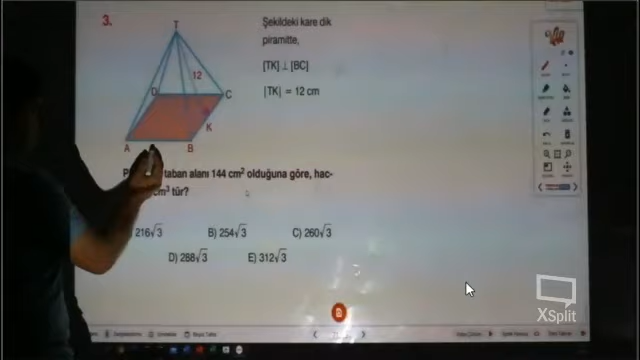 3.
Şekildeki kare dik
piramitte,
[TK] ⊥ [BC]
|TK| = 12 cm
T
12
D
C
K
A
B
taban alanı 144 cm² olduğuna göre, hac-
cm³ tür?
216√3
B) 254√3
C) 260√3
D) 288√3
E) 312√3
XSplit